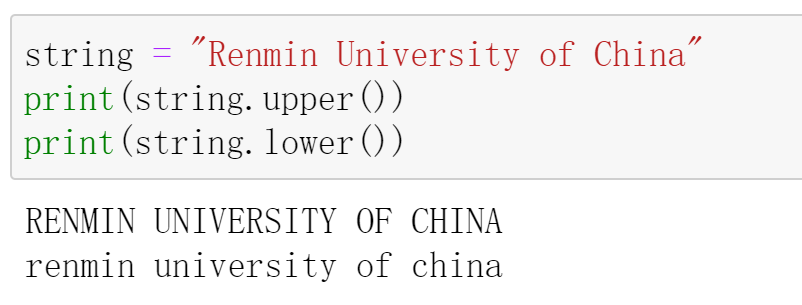 string = "Renmin University of China"
print(string.upper())
print(string.lower())
RENMIN UNIVERSITY OF CHINA
renmin university of china